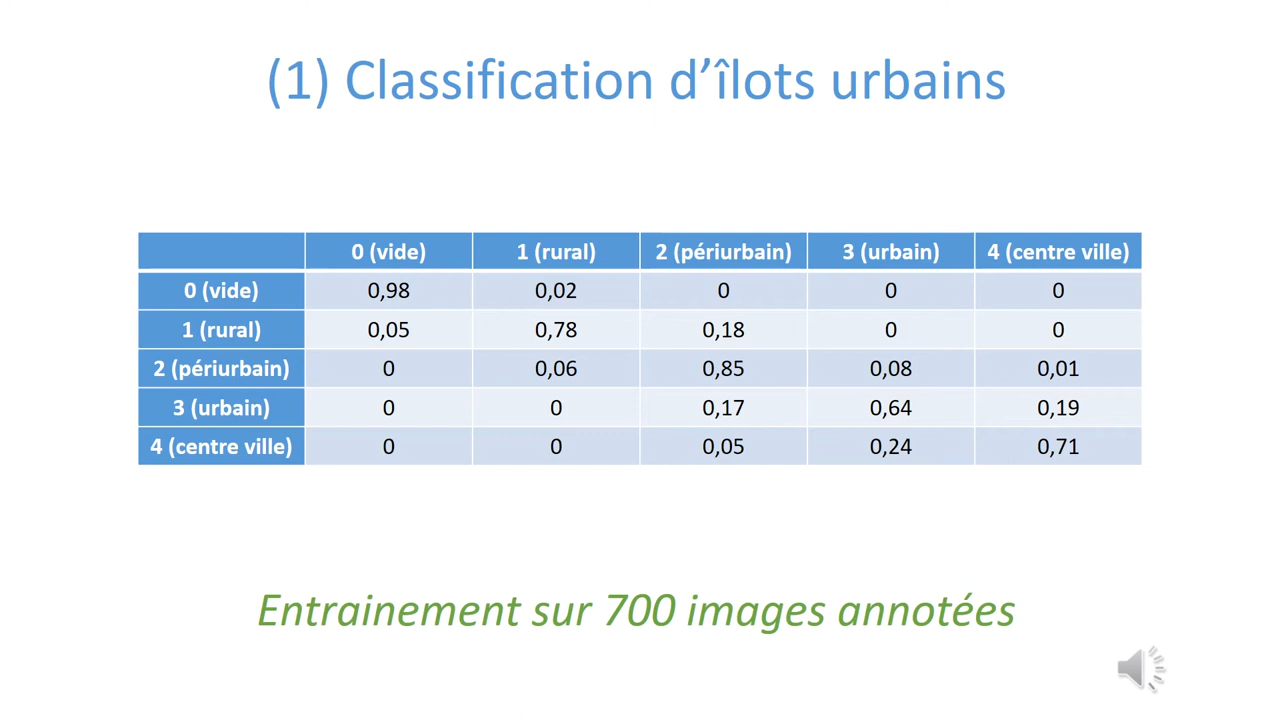 (1) Classification d’îlots urbains
0 (vide) 1 (rural) 2 (périurbain) 3 (urbain) 4 (centre ville)
0 (vide) 0,98 0,02 0 0 0
1 (rural) 0,05 0,78 0,18 0 0
2 (périurbain) 0 0,06 0,85 0,08 0,01
3 (urbain) 0 0 0,17 0,64 0,19
4 (centre ville) 0 0 0,05 0,24 0,71
Entrainement sur 700 images annotées